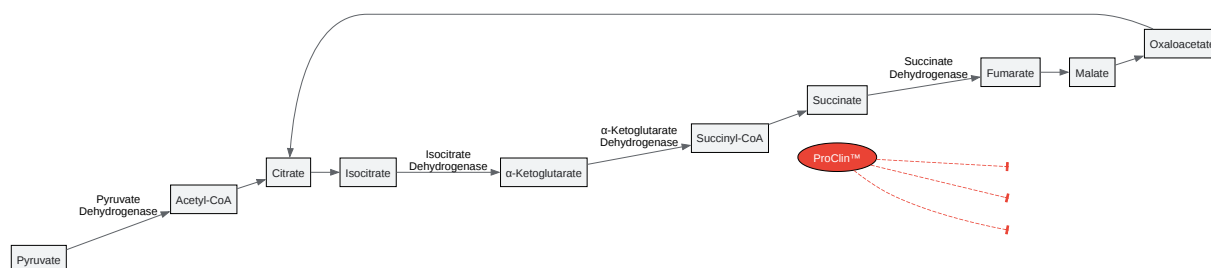 Pyruvate
Pyruvate
Dehydrogenase
Acetyl-CoA
Citrate
Isocitrate
Isocitrate
Dehydrogenase
α-Ketoglutarate
α-Ketoglutarate
Dehydrogenase
Succinyl-CoA
Succinate
Succinate
Dehydrogenase
Fumarate
Malate
Oxaloacetate
ProClin™